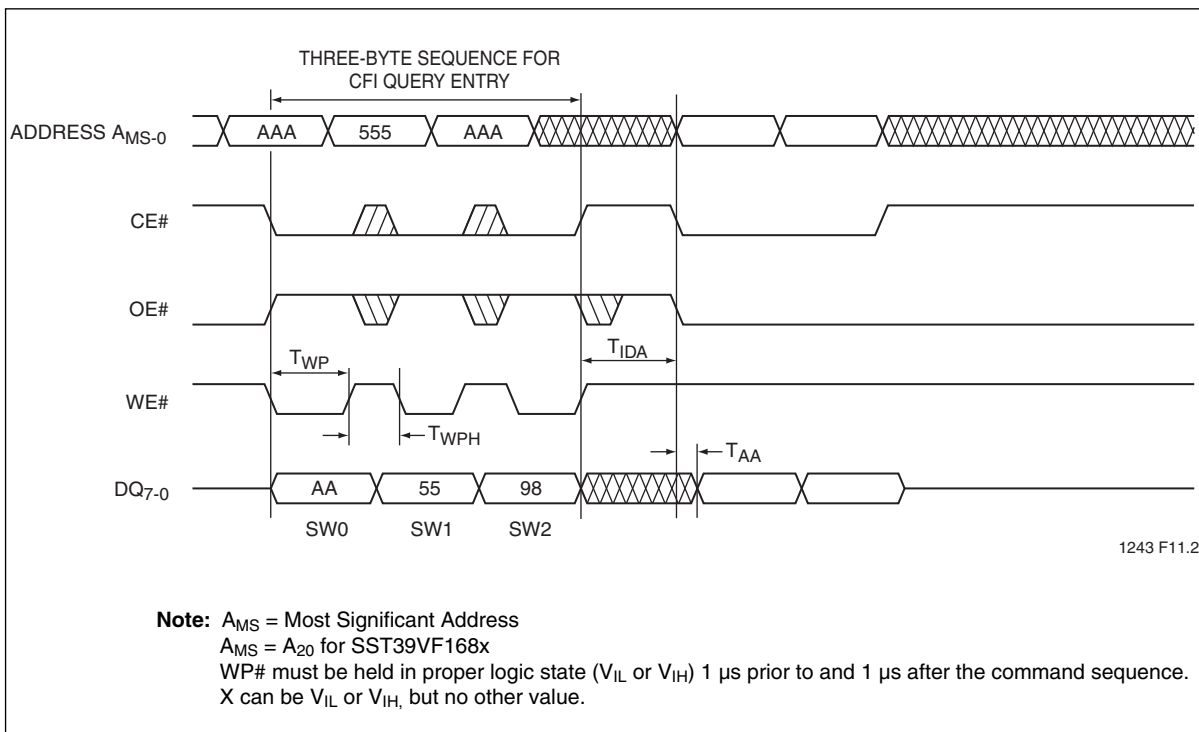 THREE-BYTE SEQUENCE FOR
CFI QUERY ENTRY
ADDRESS AMS-0
AAA 555 AAA
CE#
OE#
TWP TIDA
WE#
TWPH TAA
DQ7-0 AA 55 98
SW0 SW1 SW2
1243 F11.2
Note: AMS = Most Significant Address
AMS = A20 for SST39VF168x
WP# must be held in proper logic state (VIL or VIH) 1 µs prior to and 1 µs after the command sequence.
X can be VIL or VIH, but no other value.